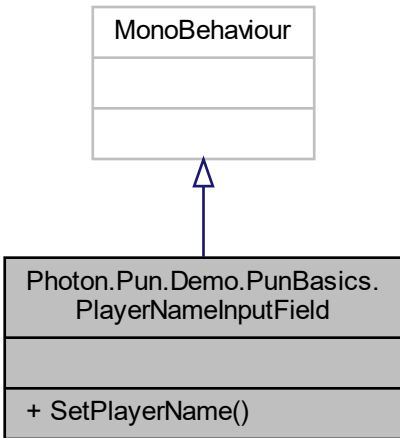 MonoBehaviour
Photon.Pun.Demo.PunBasics.
PlayerNameInputField
+ SetPlayerName()